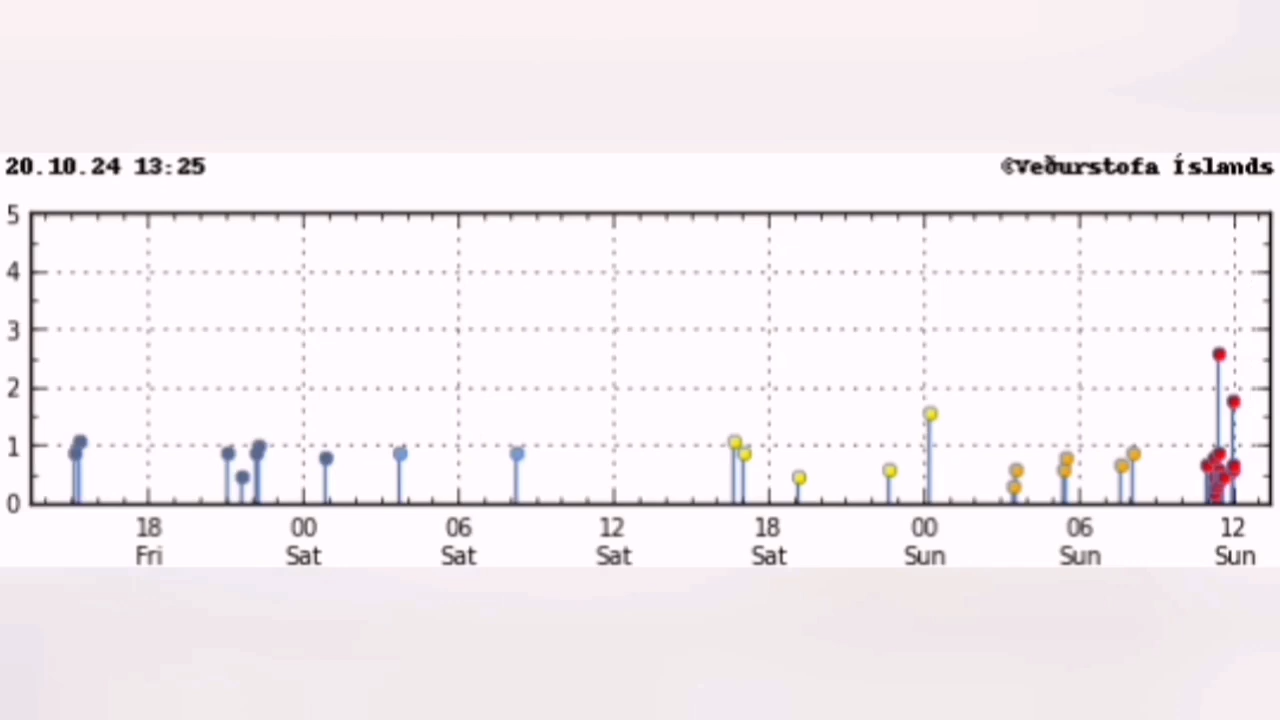 20.10.24 13:25 ©Veðurstofa Íslands
5
4
3
2
1
0
18 00 06 12 18 00 06 12
Fri Sat Sat Sat Sat Sun Sun Sun